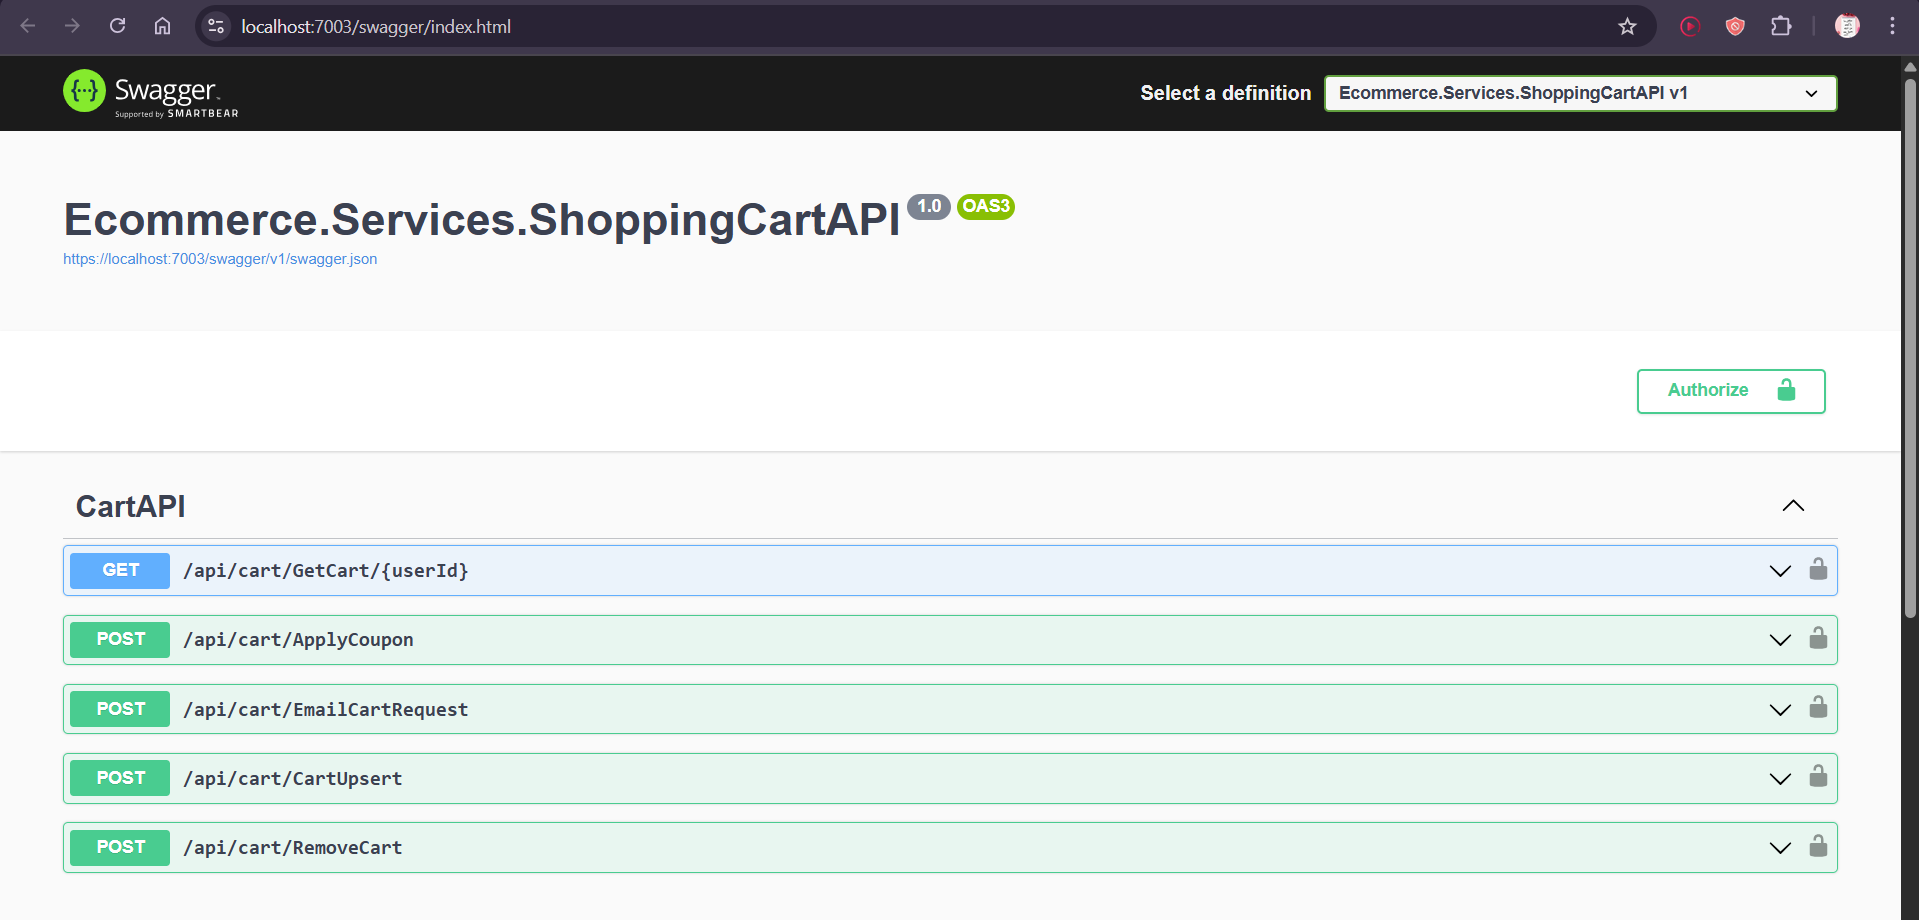 localhost:7003/swagger/index.html
Swagger
Supported by SMARTBEAR
Select a definition
Ecommerce.Services.ShoppingCartAPI v1
Ecommerce.Services.ShoppingCartAPI 1.0 OAS3
https://localhost:7003/swagger/v1/swagger.json
Authorize
CartAPI
GET /api/cart/GetCart/{userId}
POST /api/cart/ApplyCoupon
POST /api/cart/EmailCartRequest
POST /api/cart/CartUpsert
POST /api/cart/RemoveCart